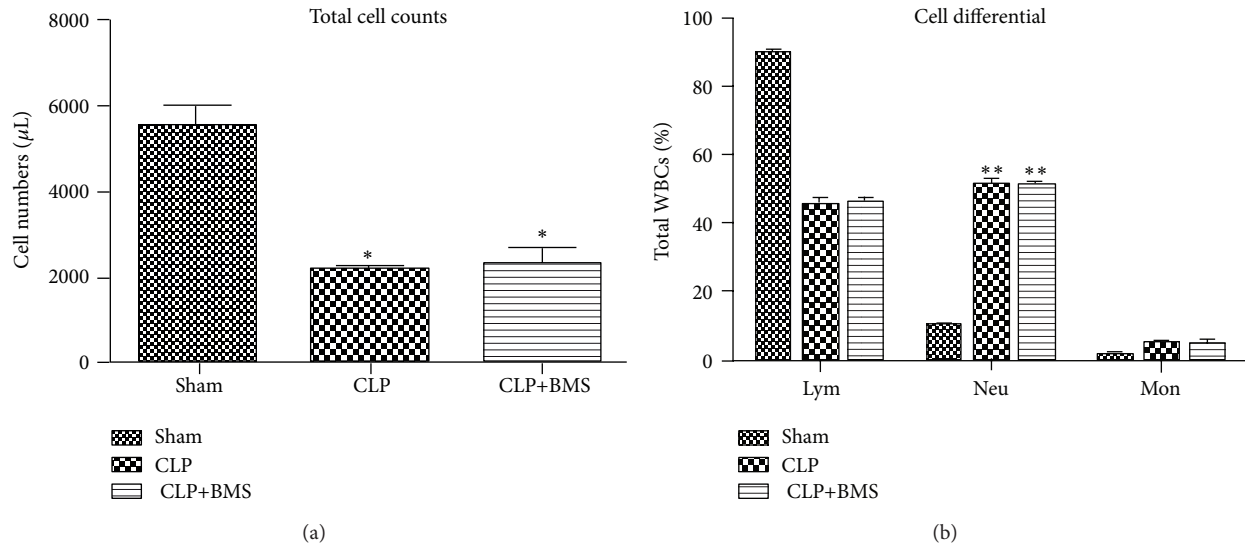 Total cell counts
8000
6000
4000
2000
0
Cell numbers (μL)
*
*
Sham
CLP
CLP+BMS
Sham
CLP
CLP+BMS
(a)
Cell differential
100
80
60
40
20
0
Total WBCs (%)
**
**
Lym
Neu
Mon
Sham
CLP
CLP+BMS
(b)